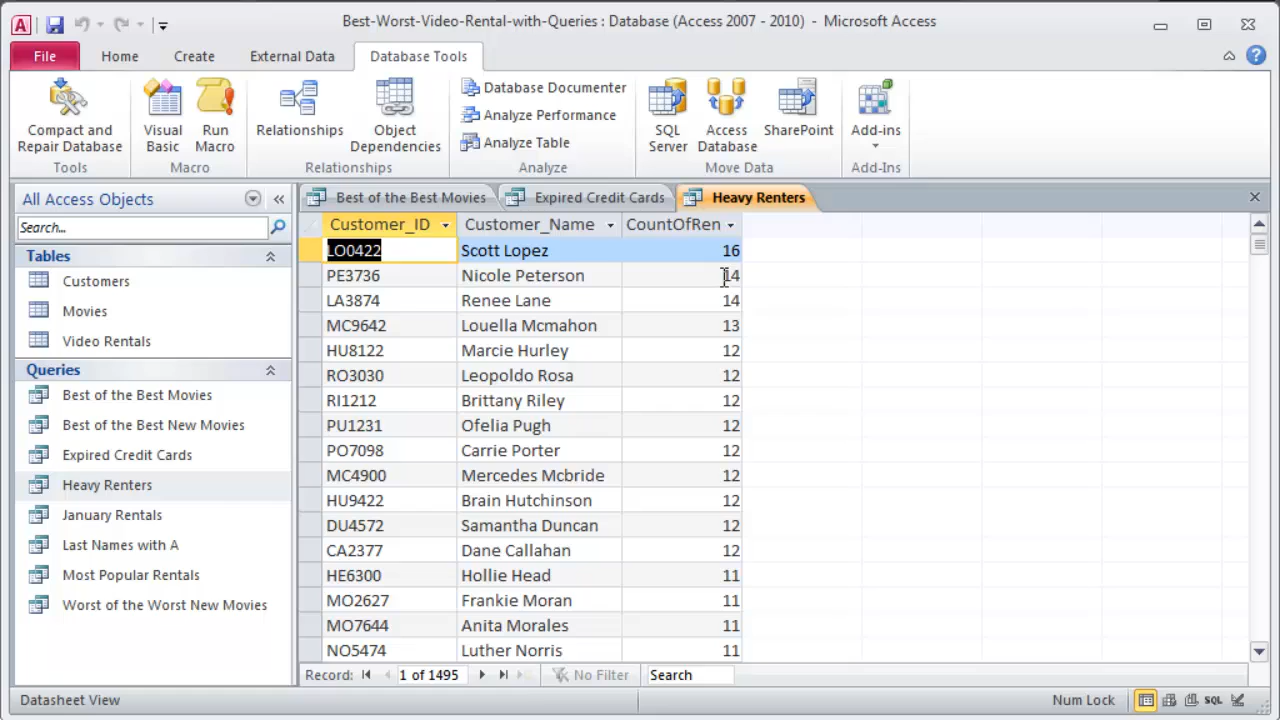 Best-Worst-Video-Rental-with-Queries : Database (Access 2007 - 2010) - Microsoft Access
File Home Create External Data Database Tools
Compact and
Repair Database
Tools
Visual
Basic
Run
Macro
Macro
Relationships
Object
Dependencies
Relationships
Database Documenter
Analyze Performance
Analyze Table
Analyze
SQL
Server
Access
Database
SharePoint
Move Data
Add-ins
Add-Ins
All Access Objects
Search...
Tables
Customers
Movies
Video Rentals
Queries
Best of the Best Movies
Best of the Best New Movies
Expired Credit Cards
Heavy Renters
January Rentals
Last Names with A
Most Popular Rentals
Worst of the Worst New Movies
Best of the Best Movies Expired Credit Cards Heavy Renters
Customer_ID Customer_Name CountOfRen
LO0422 Scott Lopez 16
PE3736 Nicole Peterson 14
LA3874 Renee Lane 14
MC9642 Louella Mcmahon 13
HU8122 Marcie Hurley 12
RO3030 Leopoldo Rosa 12
RI1212 Brittany Riley 12
PU1231 Ofelia Pugh 12
PO7098 Carrie Porter 12
MC4900 Mercedes Mcbride 12
HU9422 Brain Hutchinson 12
DU4572 Samantha Duncan 12
CA2377 Dane Callahan 12
HE6300 Hollie Head 11
MO2627 Frankie Moran 11
MO7644 Anita Morales 11
NO5474 Luther Norris 11
Record: 1 of 1495 No Filter Search
Datasheet View Num Lock SQL